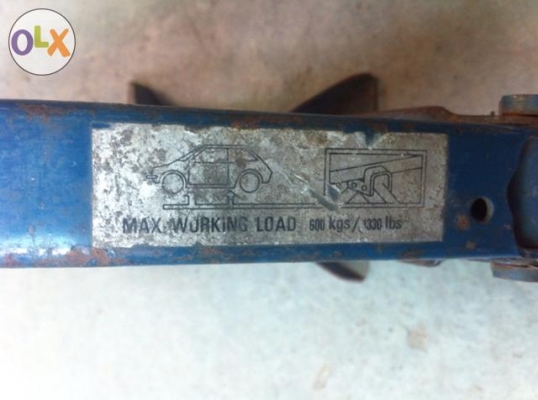 OLX
MAX. WORKING LOAD 600 kgs/1330 lbs